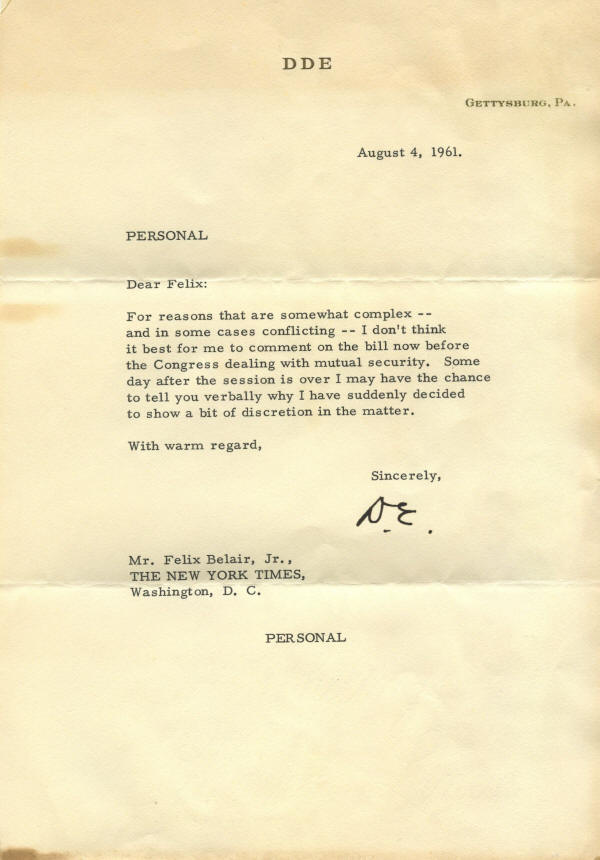 DDE
GETTYSBURG, PA.
August 4, 1961.
PERSONAL
Dear Felix:
For reasons that are somewhat complex --
and in some cases conflicting -- I don't think
it best for me to comment on the bill now before
the Congress dealing with mutual security. Some
day after the session is over I may have the chance
to tell you verbally why I have suddenly decided
to show a bit of discretion in the matter.
With warm regard,
Sincerely,
D.E.
Mr. Felix Belair, Jr.,
THE NEW YORK TIMES,
Washington, D. C.
PERSONAL